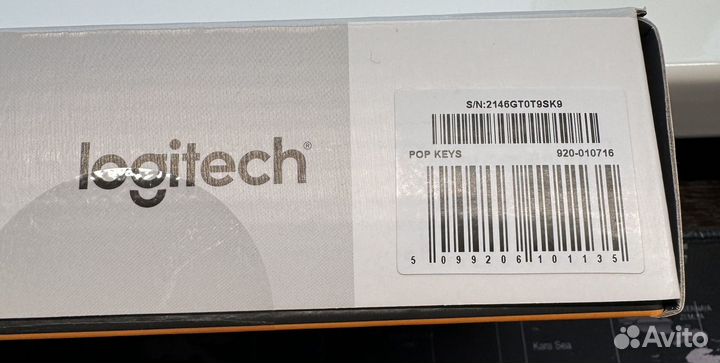 S/N:2146GT0T9SK9
POP KEYS 920-010716
logitech®
5 099206 101135
Kara Sea
Avito